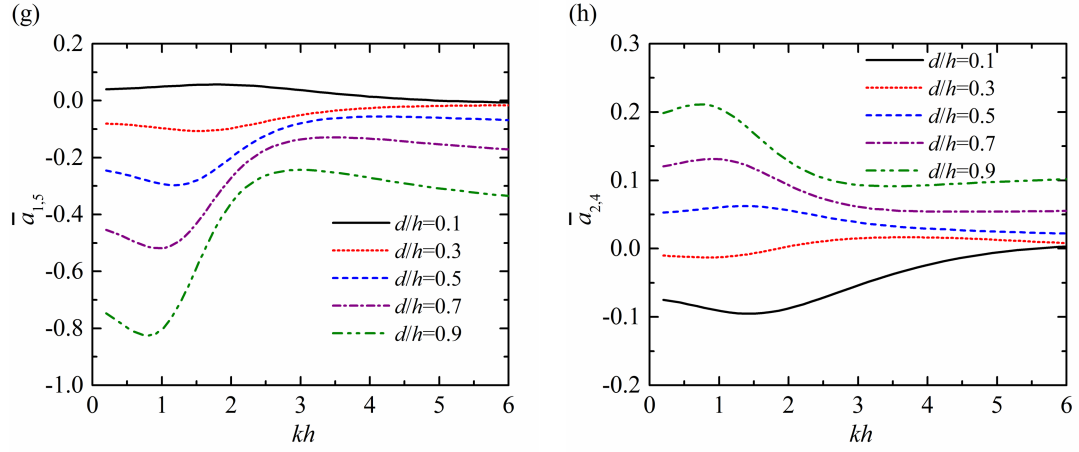 (g)
0.2
0.0
-0.2
-0.4
-0.6
-0.8
-1.0
a̅1,5
d/h=0.1
d/h=0.3
d/h=0.5
d/h=0.7
d/h=0.9
0 1 2 3 4 5 6
kh
(h)
0.3
0.2
0.1
0.0
-0.1
-0.2
a̅2,4
d/h=0.1
d/h=0.3
d/h=0.5
d/h=0.7
d/h=0.9
0 1 2 3 4 5 6
kh